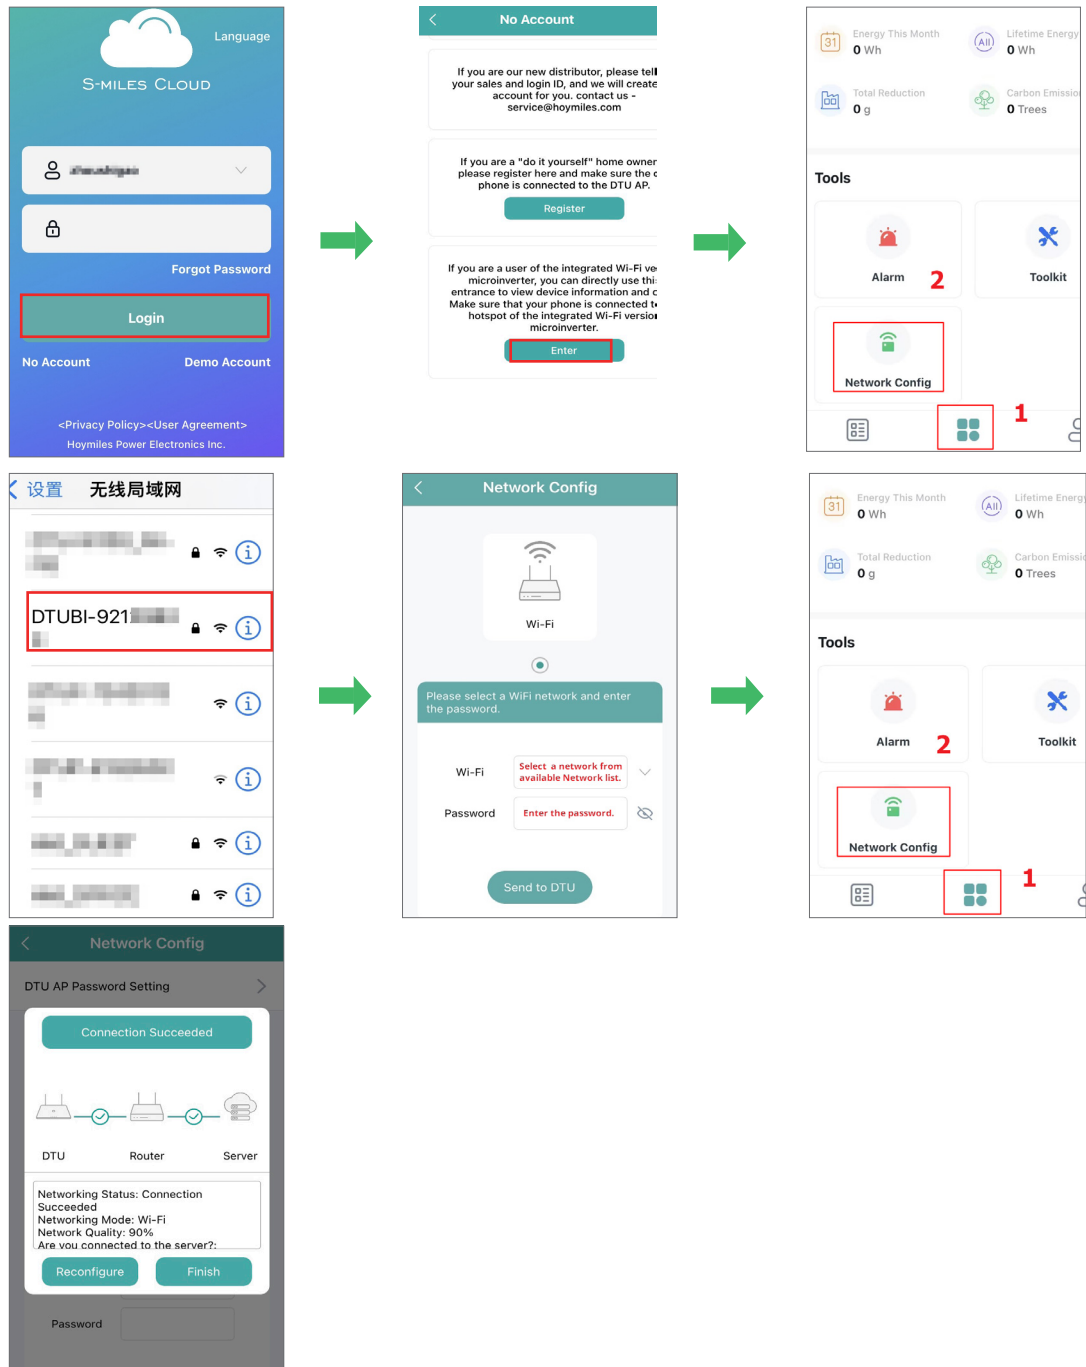 Language
S-MILES CLOUD
Forgot Password
Login
No Account
Demo Account
<Privacy Policy><User Agreement>
Hoymiles Power Electronics Inc.
No Account
If you are our new distributor, please tell
your sales and login ID, and we will create
account for you. contact us -
service@hoymiles.com
If you are a "do it yourself" home owner
please register here and make sure the
phone is connected to the DTU AP.
Register
If you are a user of the integrated Wi-Fi
microinverter, you can directly use
entrance to view device information and
Make sure that your phone is connected
hotspot of the integrated Wi-Fi version
microinverter.
Enter
31
Energy This Month
0 Wh
All
Lifetime Energy
0 Wh
Total Reduction
0 g
Carbon Emissio
0 Trees
Tools
Alarm
2
Toolkit
Network Config
1
设置
无线局域网
DTUBI-921
Network Config
Wi-Fi
Please select a WiFi network and enter
the password.
Wi-Fi
Select a network from
available Network list.
Password
Enter the password.
Send to DTU
31
Energy This Month
0 Wh
All
Lifetime Energy
0 Wh
Total Reduction
0 g
Carbon Emissio
0 Trees
Tools
Alarm
2
Toolkit
Network Config
1
Network Config
DTU AP Password Setting
Connection Succeeded
DTU
Router
Server
Networking Status: Connection
Succeeded
Networking Mode: Wi-Fi
Network Quality: 90%
Are you connected to the server?:
Reconfigure
Finish
Password